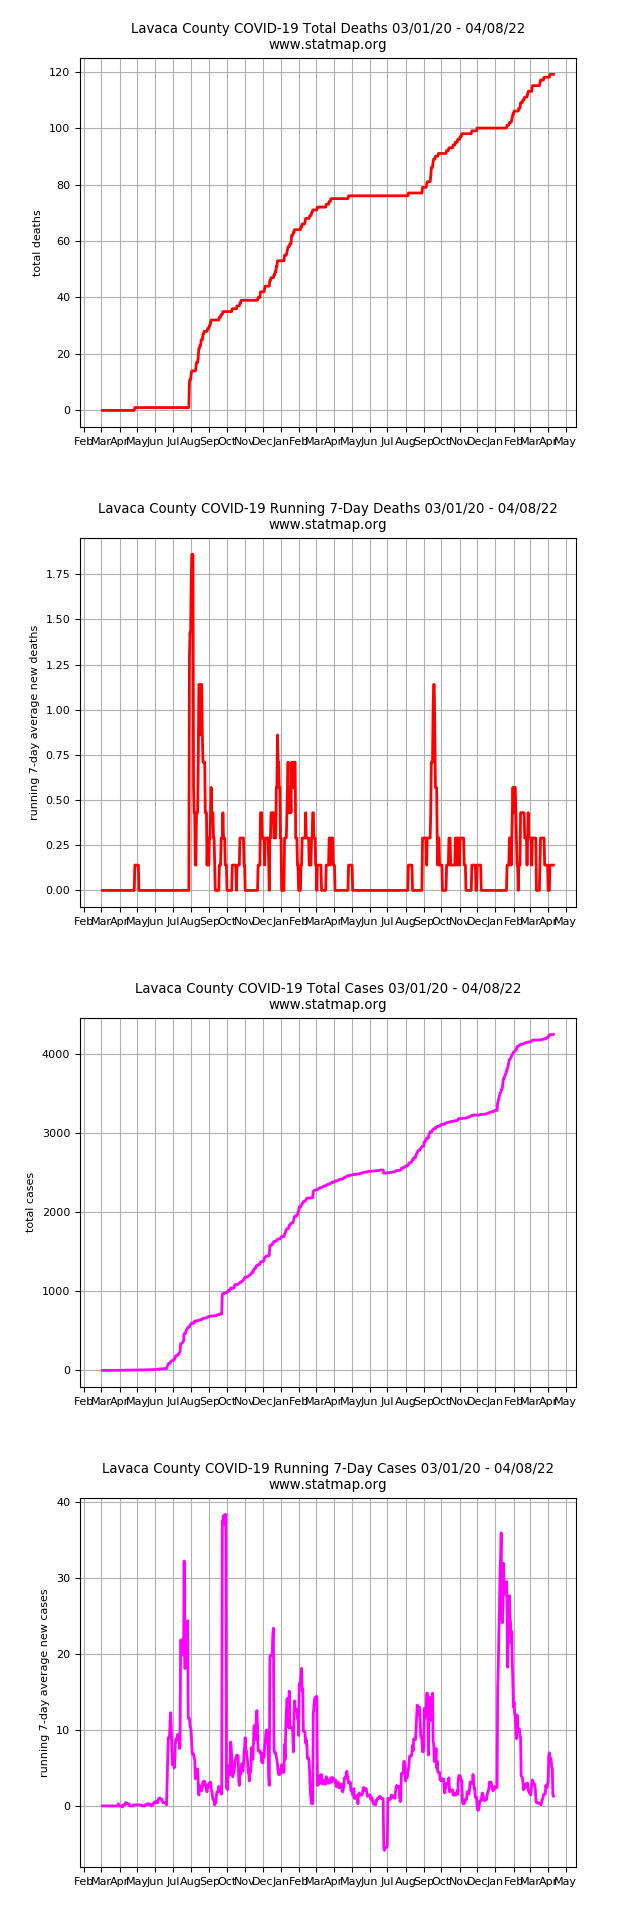 Lavaca County COVID-19 Total Deaths 03/01/20 - 04/08/22
www.statmap.org
120
100
80
60
40
20
0
total deaths
Feb Mar Apr May Jun Jul Aug Sep Oct Nov Dec Jan Feb Mar Apr May Jun Jul Aug Sep Oct Nov Dec Jan Feb Mar Apr May
Lavaca County COVID-19 Running 7-Day Deaths 03/01/20 - 04/08/22
www.statmap.org
1.75
1.50
1.25
1.00
0.75
0.50
0.25
0.00
running 7-day average new deaths
Feb Mar Apr May Jun Jul Aug Sep Oct Nov Dec Jan Feb Mar Apr May Jun Jul Aug Sep Oct Nov Dec Jan Feb Mar Apr May
Lavaca County COVID-19 Total Cases 03/01/20 - 04/08/22
www.statmap.org
4000
3000
2000
1000
0
total cases
Feb Mar Apr May Jun Jul Aug Sep Oct Nov Dec Jan Feb Mar Apr May Jun Jul Aug Sep Oct Nov Dec Jan Feb Mar Apr May
Lavaca County COVID-19 Running 7-Day Cases 03/01/20 - 04/08/22
www.statmap.org
40
30
20
10
0
running 7-day average new cases
Feb Mar Apr May Jun Jul Aug Sep Oct Nov Dec Jan Feb Mar Apr May Jun Jul Aug Sep Oct Nov Dec Jan Feb Mar Apr May